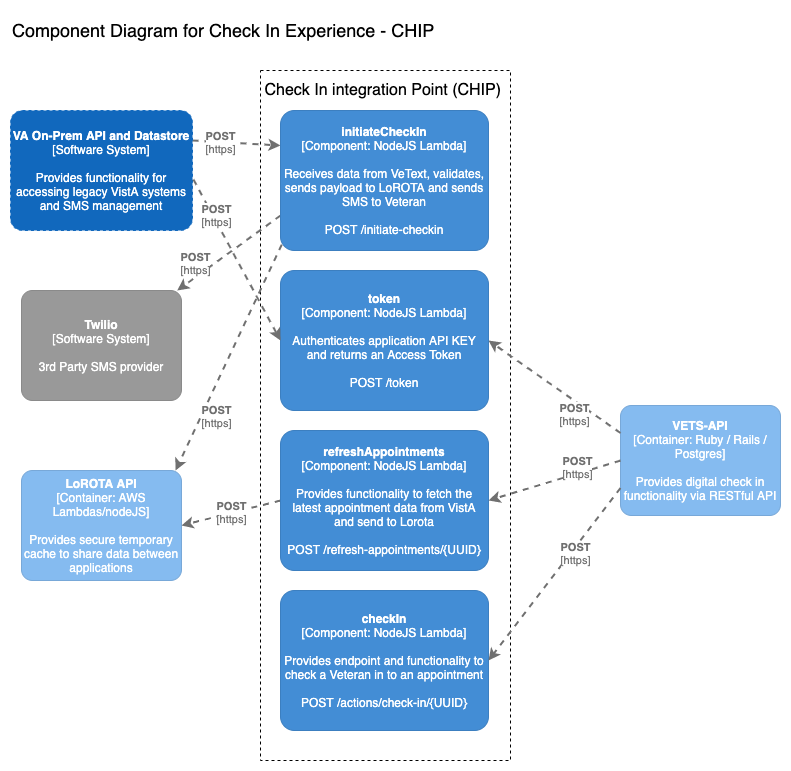 Component Diagram for Check In Experience - CHIP
Check In integration Point (CHIP)
VA On-Prem API and Datastore
[Software System]
Provides functionality for
accessing legacy VistA systems
and SMS management
POST
[https]
initiateCheckIn
[Component: NodeJS Lambda]
Receives data from VeText, validates,
sends payload to LoROTA and sends
SMS to Veteran
POST /initiate-checkin
POST
[https]
POST
[https]
Twilio
[Software System]
3rd Party SMS provider
token
[Component: NodeJS Lambda]
Authenticates application API KEY
and returns an Access Token
POST /token
POST
[https]
POST
[https]
VETS-API
[Container: Ruby / Rails /
Postgres]
Provides digital check in
functionality via RESTful API
refreshAppointments
[Component: NodeJS Lambda]
Provides functionality to fetch the
latest appointment data from VistA
and send to Lorota
POST /refresh-appointments/{UUID}
POST
[https]
LoROTA API
[Container: AWS
Lambdas/nodeJS]
Provides secure temporary
cache to share data between
applications
POST
[https]
POST
[https]
checkIn
[Component: NodeJS Lambda]
Provides endpoint and functionality to
check a Veteran in to an appointment
POST /actions/check-in/{UUID}